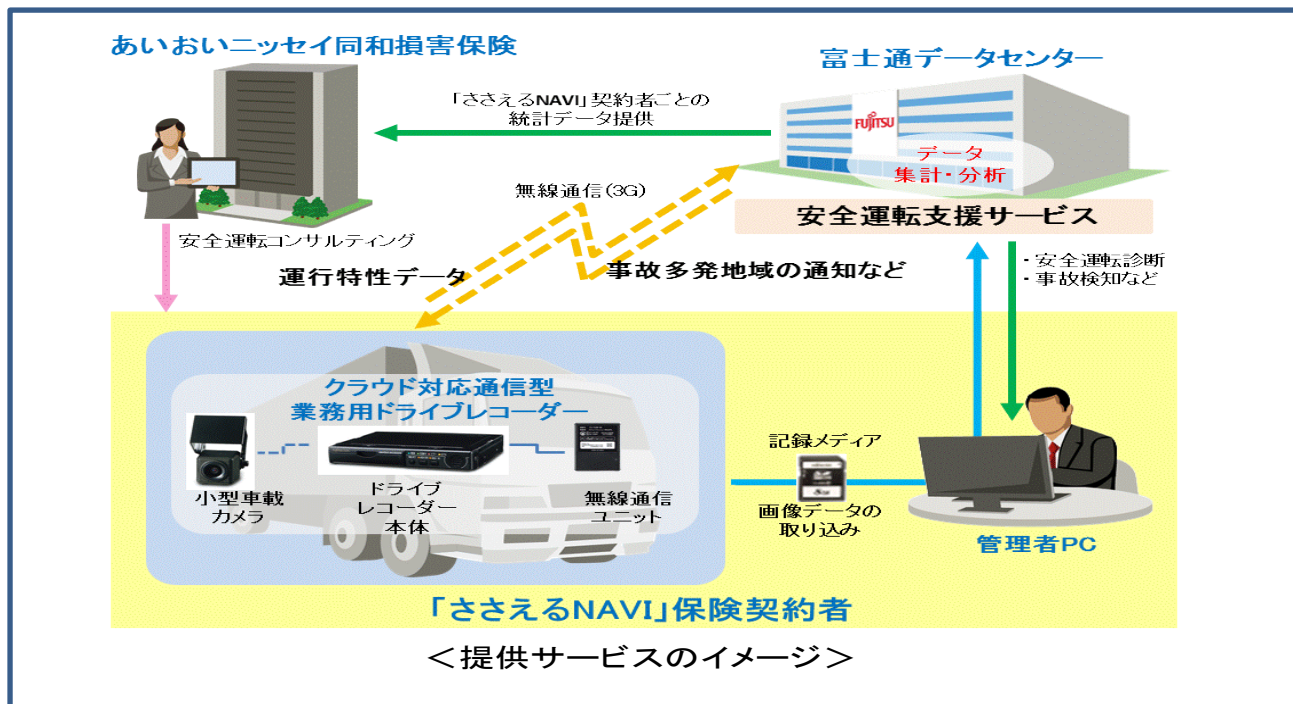 あいおいニッセイ同和損害保険
富士通データセンター
「ささえるNAVI」契約者ごとの
統計データ提供
FUJITSU
データ
集計・分析
無線通信(3G)
安全運転支援サービス
安全運転コンサルティング
運行特性データ
事故多発地域の通知など
・安全運転診断
・事故検知など
クラウド対応通信型
業務用ドライブレコーダー
小型車載
カメラ
ドライブ
レコーダー
本体
無線通信
ユニット
記録メディア
画像データの
取り込み
管理者PC
「ささえるNAVI」保険契約者
＜提供サービスのイメージ＞